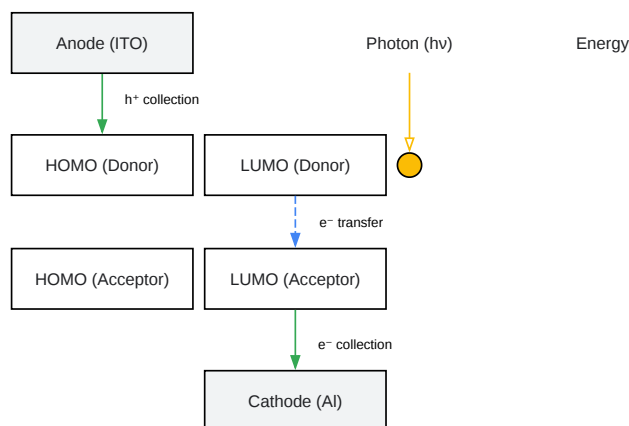 Anode (ITO)
Photon (hν)
Energy
h⁺ collection
HOMO (Donor)
LUMO (Donor)
e⁻ transfer
HOMO (Acceptor)
LUMO (Acceptor)
e⁻ collection
Cathode (Al)